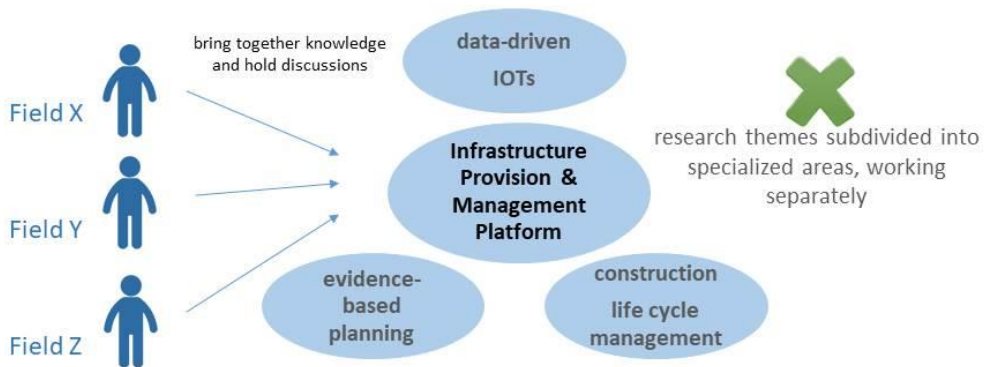 bring together knowledge
and hold discussions
Field X
Field Y
Field Z
data-driven
IOTs
Infrastructure
Provision &
Management
Platform
evidence-
based
planning
construction
life cycle
management
research themes subdivided into
specialized areas, working
separately